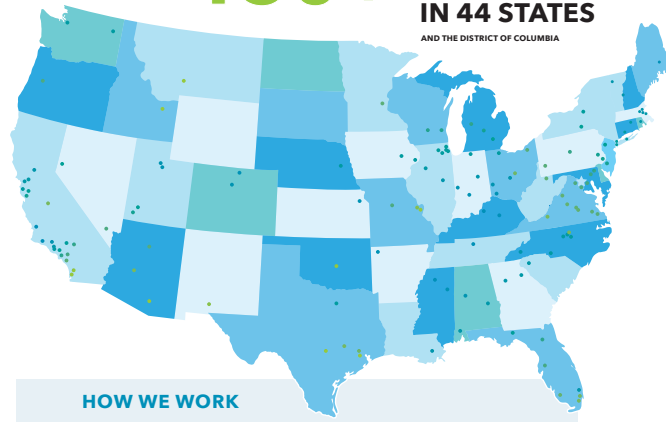 IN 44 STATES
AND THE DISTRICT OF COLUMBIA
HOW WE WORK